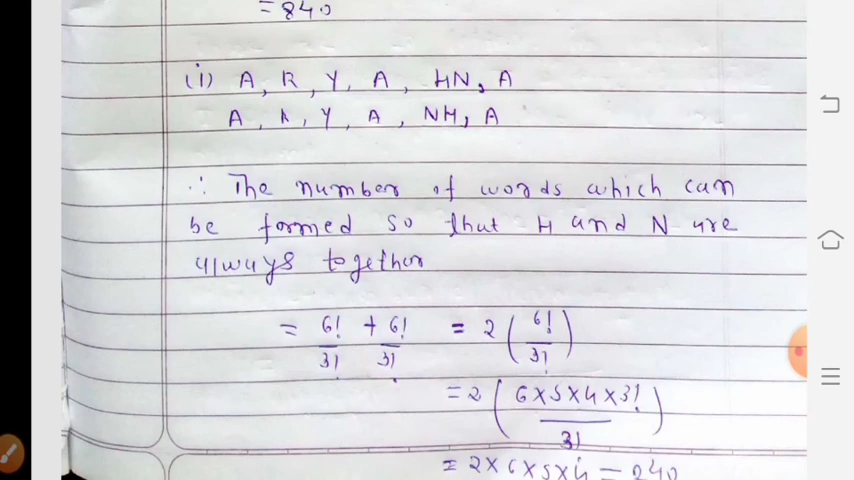 = 840
(i) A, R, Y, A, HN, A
A, R, Y, A, NH, A
∴ The number of words which can
be formed so that H and N are
always together
= 6!/3! + 6!/3! = 2 (6!/3!)
= 2 (6×5×4×3!/3!)
= 2×6×5×4 = 240